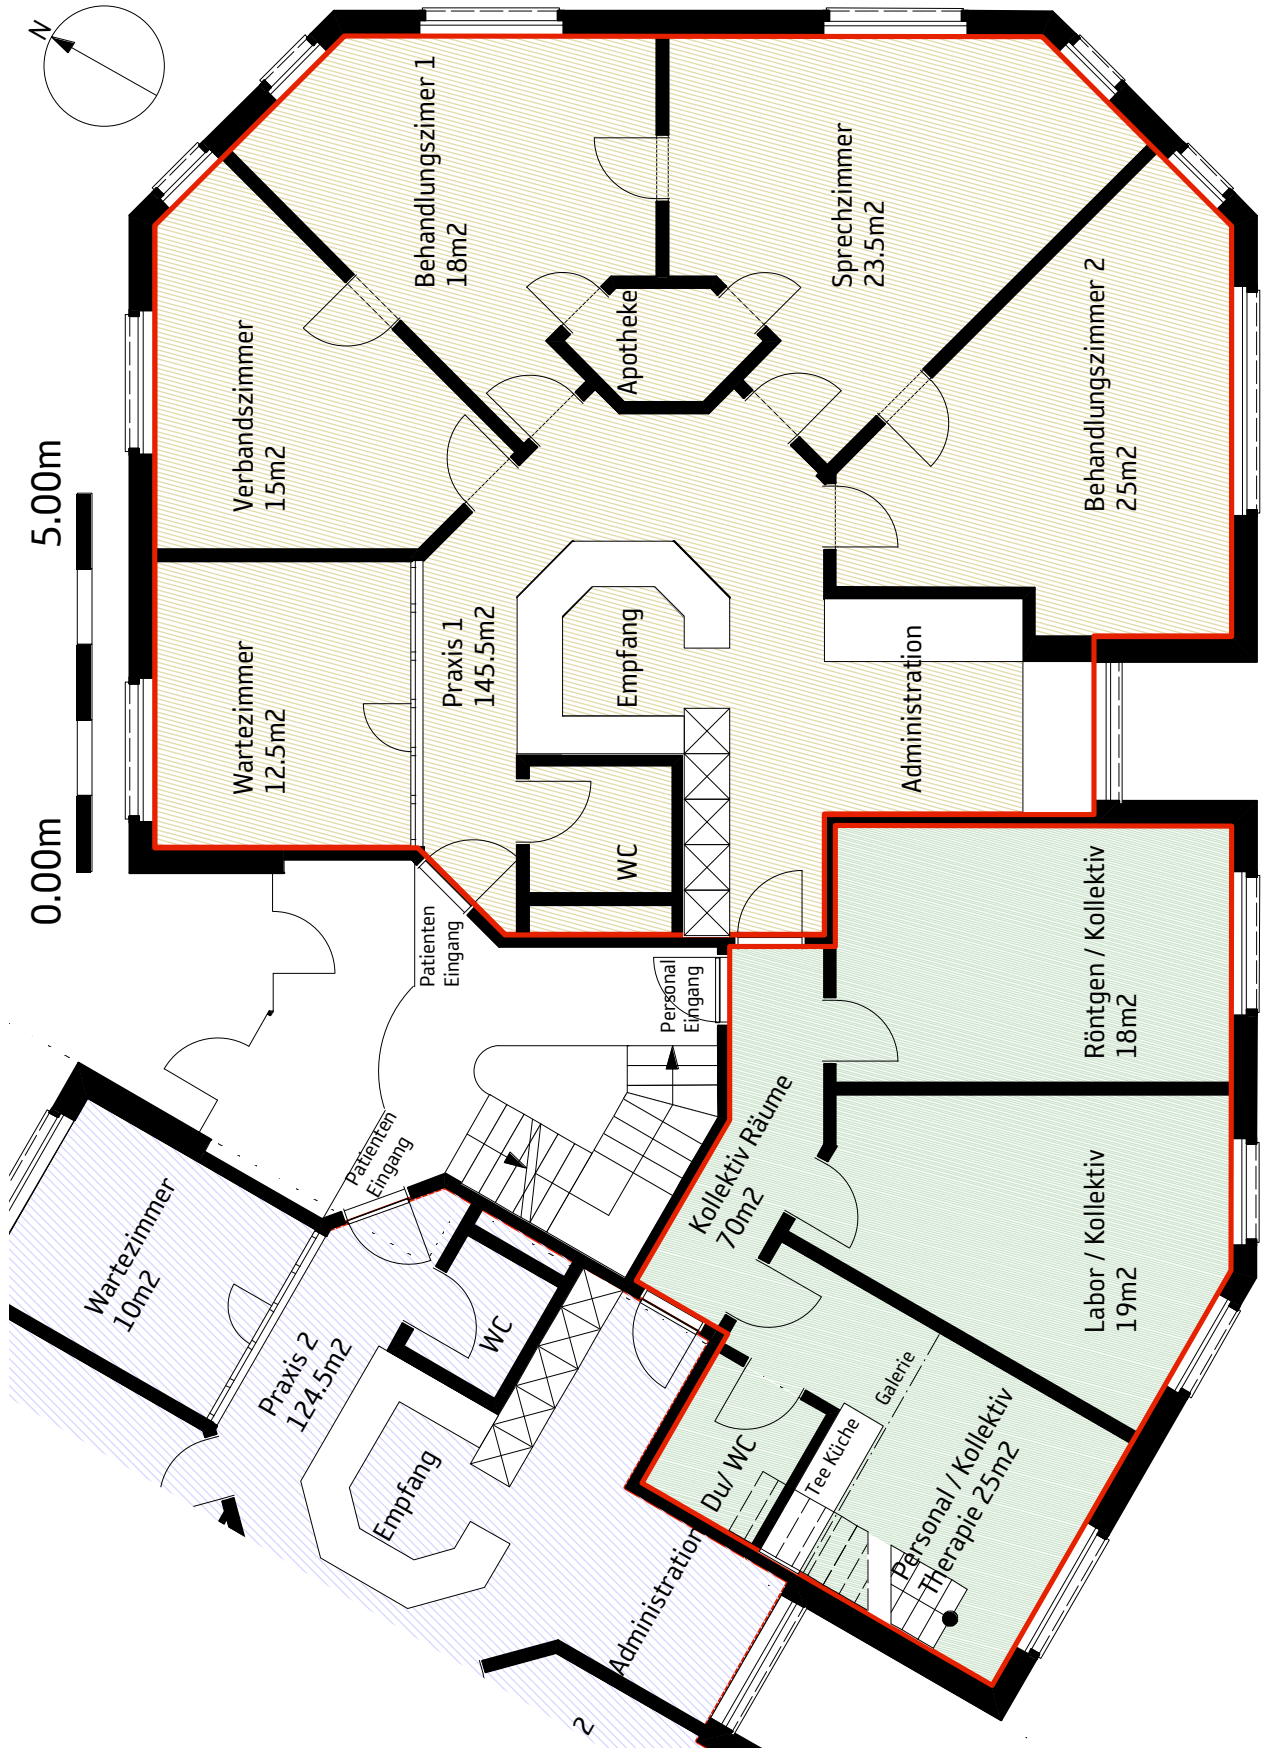 N
0.00m
5.00m
Verbandszimmer
15m2
Behandlungszimer 1
18m2
Sprechzimmer
23.5m2
Behandlungszimmer 2
25m2
Apotheke
Wartezimmer
12.5m2
Praxis 1
145.5m2
Empfang
Administration
WC
Patienten
Eingang
Personal
Eingang
Röntgen / Kollektiv
18m2
Kollektiv Räume
70m2
Labor / Kollektiv
19m2
Patienten
Eingang
Wartezimmer
10m2
Praxis 2
124.5m2
WC
Empfang
Du/ WC
Tee Küche
Galerie
Personal / Kollektiv
Therapie 25m2
Administration
2